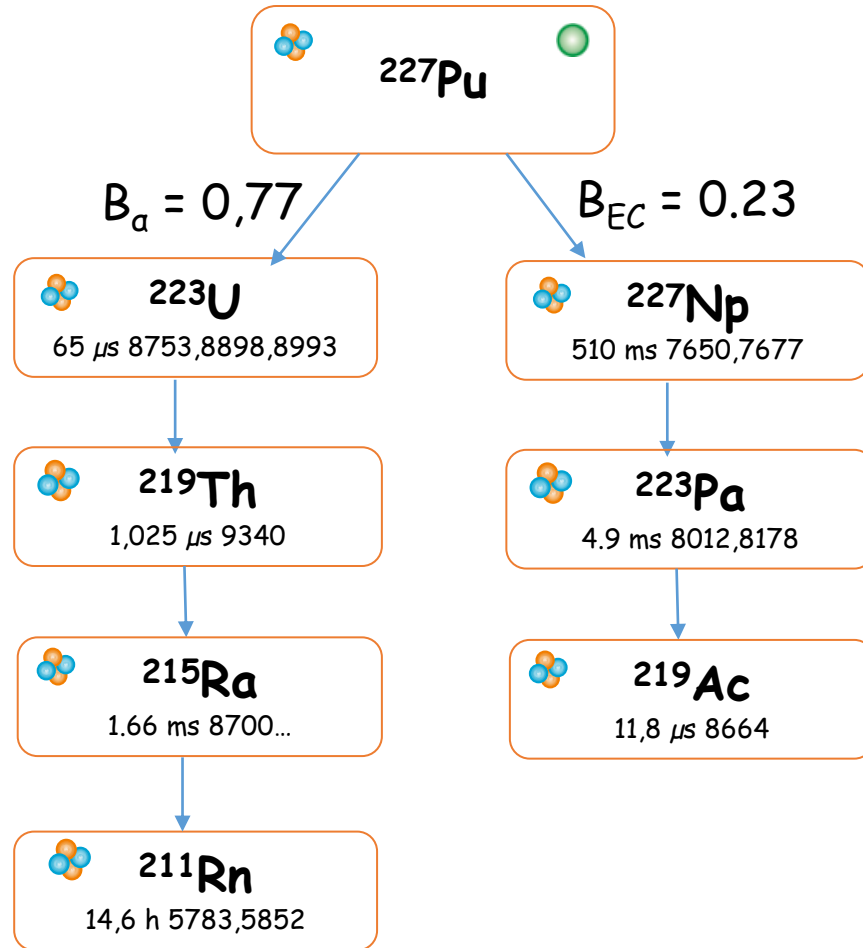 ²²⁷Pu
Bα = 0,77
B_EC = 0.23
²²³U
65 µs 8753,8898,8993
²²⁷Np
510 ms 7650,7677
²¹⁹Th
1,025 µs 9340
²²³Pa
4.9 ms 8012,8178
²¹⁵Ra
1.66 ms 8700…
²¹⁹Ac
11,8 µs 8664
²¹¹Rn
14,6 h 5783,5852